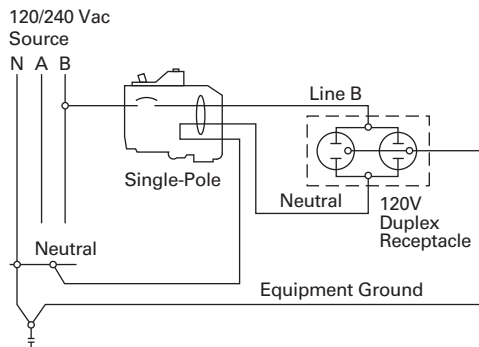 120/240 Vac
Source
N A B
Line B
Single-Pole
Neutral
120V
Duplex
Receptacle
Neutral
Equipment Ground